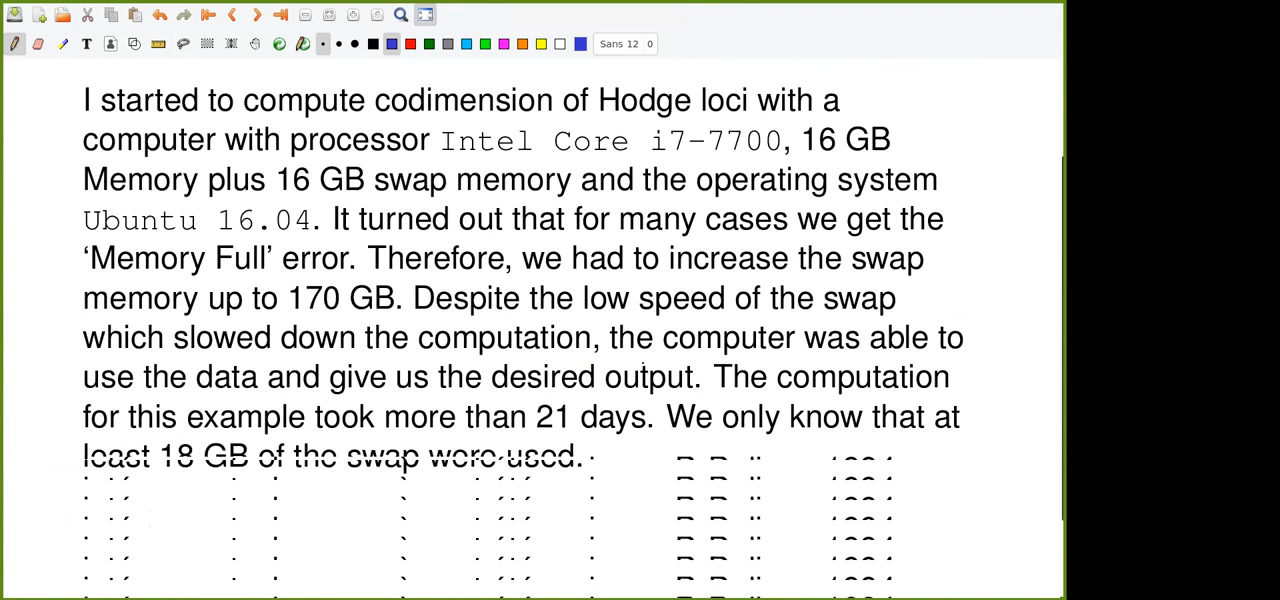 Sans 12 0
I started to compute codimension of Hodge loci with a
computer with processor Intel Core i7-7700, 16 GB
Memory plus 16 GB swap memory and the operating system
Ubuntu 16.04. It turned out that for many cases we get the
‘Memory Full’ error. Therefore, we had to increase the swap
memory up to 170 GB. Despite the low speed of the swap
which slowed down the computation, the computer was able to
use the data and give us the desired output. The computation
for this example took more than 21 days. We only know that at
least 18 GB of the swap were used.